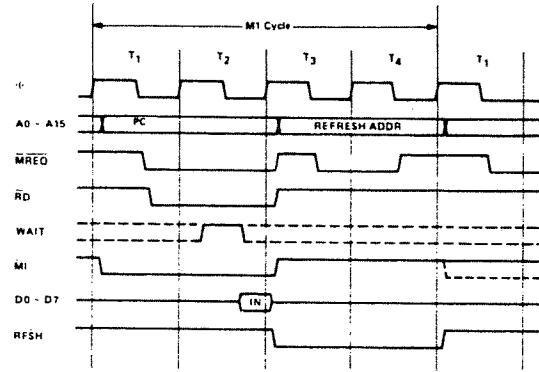 M1 Cycle
T1 T2 T3 T4 T1
Φ
A0 - A15 PC REFRESH ADDR
MREQ
RD
WAIT
M1
D0 - D7 IN
RFSH